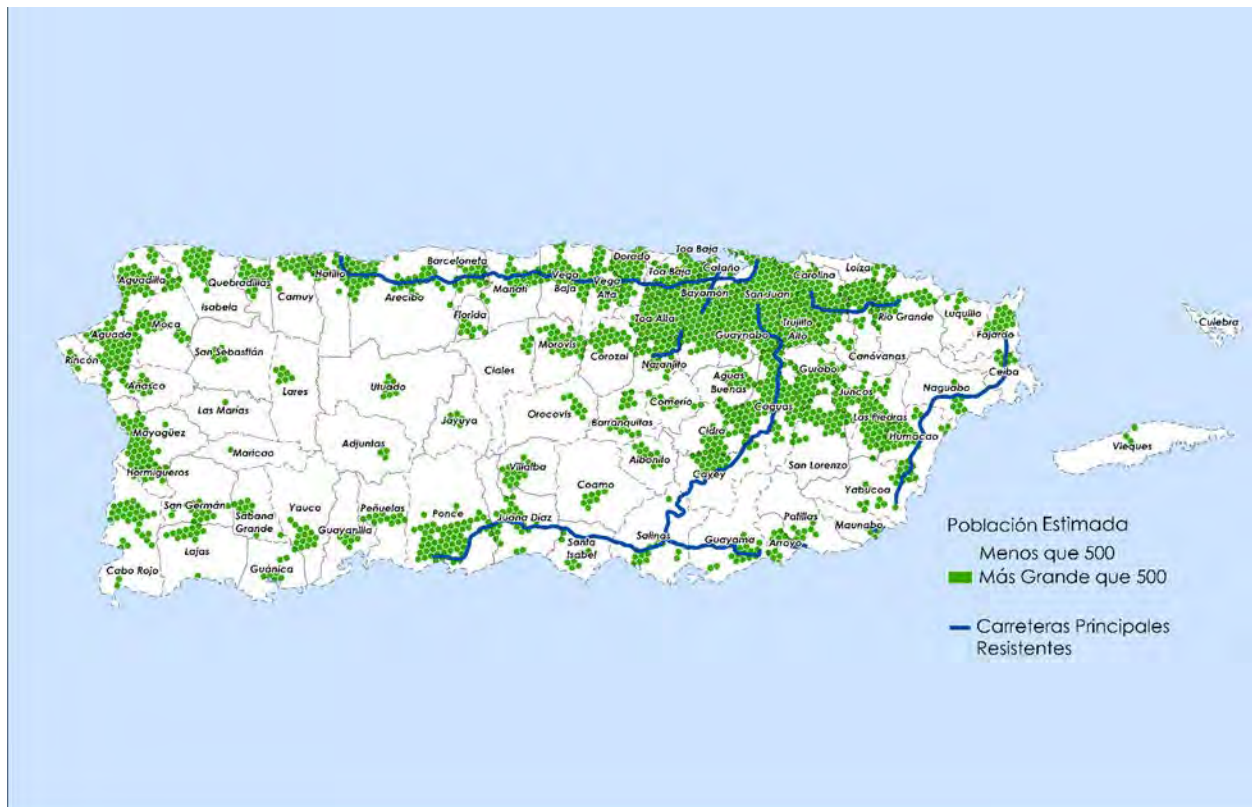 Toa Baja
Dorado
Barceloneta
Hatillo
Toa Baja
Cataño
Carolina
Loíza
Aguadilla
Quebradillas
Camuy
Isabela
Arecibo
Manatí
Vega
Baja
Vega
Alta
Bayamón
San Juan
Río Grande
Luquillo
Culebra
Florida
Toa Alta
Trujillo
Alto
Fajardo
Aguada
Moca
Guaynabo
Morovis
Corozal
San Sebastián
Rincón
Naranjito
Canóvanas
Ceiba
Ciales
Gurabo
Añasco
Lares
Utuado
Aguas
Buenas
Juncos
Naguabo
Las Marías
Jayuya
Orocovis
Comerío
Caguas
Las Piedras
Barranquitas
Cidra
Mayagüez
Adjuntas
Humacao
Maricao
Vieques
Aibonito
Hormigueros
Villalba
San Lorenzo
Cayey
Coamo
Yabucoa
San Germán
Sabana
Grande
Yauco
Peñuelas
Ponce
Juana Díaz
Patillas
Guayanilla
Maunabo
Salinas
Guayama
Arroyo
Santa
Isabel
Lajas
Cabo Rojo
Guánica
Población Estimada
Menos que 500
Más Grande que 500
Carreteras Principales
Resistentes